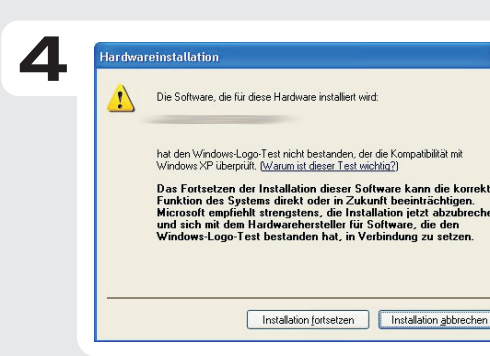 4
Hardwareinstallation
Die Software, die für diese Hardware installiert wird:
hat den Windows-Logo-Test nicht bestanden, der die Kompatibilität mit
Windows XP überprüft. (Warum ist dieser Test wichtig?)
Das Fortsetzen der Installation dieser Software kann die korrekt
Funktion des Systems direkt oder in Zukunft beeinträchtigen.
Microsoft empfiehlt strengstens, die Installation jetzt abzubreche
und sich mit dem Hardwarehersteller für Software, die den
Windows-Logo-Test bestanden hat, in Verbindung zu setzen.
Installation fortsetzen Installation abbrechen